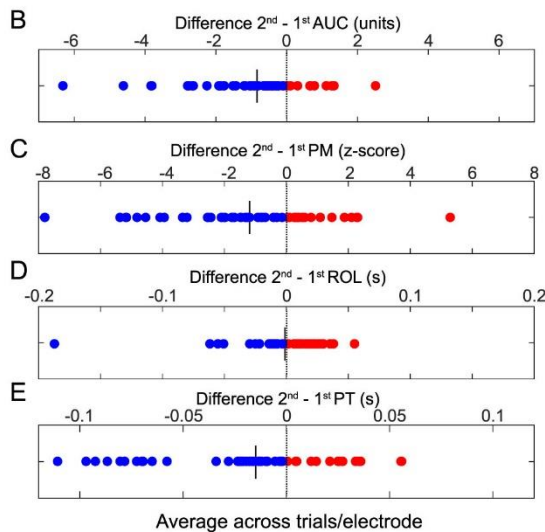 B
Difference 2nd - 1st AUC (units)
-6 -4 -2 0 2 4 6
C
Difference 2nd - 1st PM (z-score)
-8 -6 -4 -2 0 2 4 6 8
D
Difference 2nd - 1st ROL (s)
-0.2 -0.1 0 0.1 0.2
E
Difference 2nd - 1st PT (s)
-0.1 -0.05 0 0.05 0.1
Average across trials/electrode